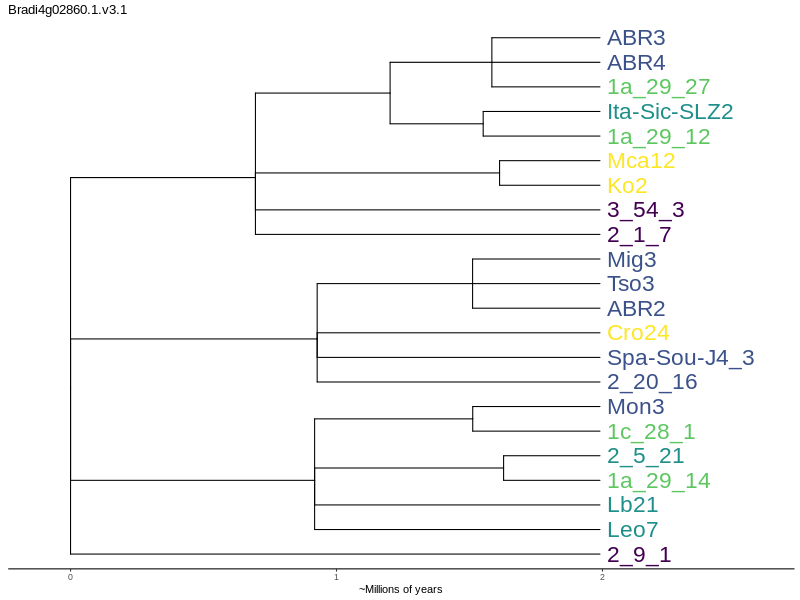 Bradi4g02860.1.v3.1
ABR3
ABR4
1a_29_27
Ita-Sic-SLZ2
1a_29_12
Mca12
Ko2
3_54_3
2_1_7
Mig3
Tso3
ABR2
Cro24
Spa-Sou-J4_3
2_20_16
Mon3
1c_28_1
2_5_21
1a_29_14
Lb21
Leo7
2_9_1
0 1 2
~Millions of years